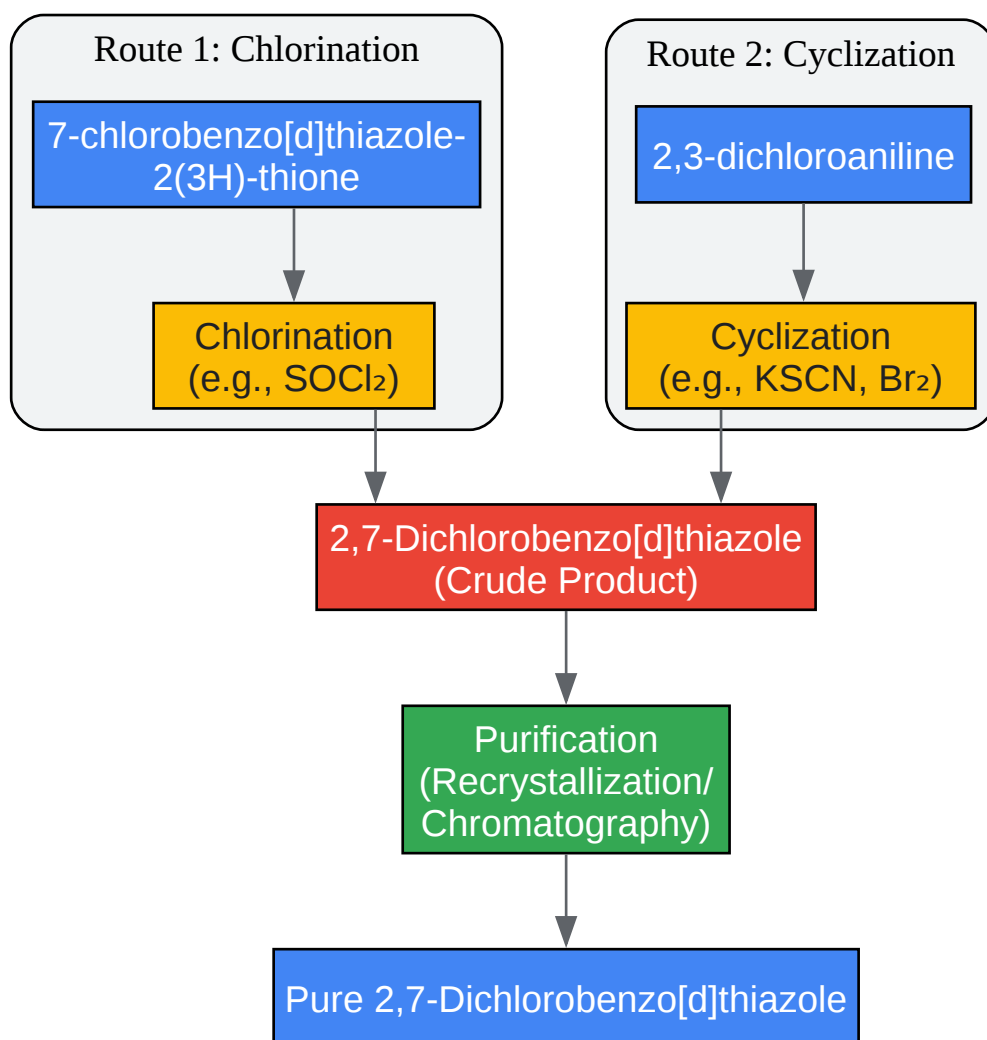 Route 1: Chlorination
7-chlorobenzo[d]thiazole-
2(3H)-thione
Chlorination
(e.g., SOCl₂)
Route 2: Cyclization
2,3-dichloroaniline
Cyclization
(e.g., KSCN, Br₂)
2,7-Dichlorobenzo[d]thiazole
(Crude Product)
Purification
(Recrystallization/
Chromatography)
Pure 2,7-Dichlorobenzo[d]thiazole